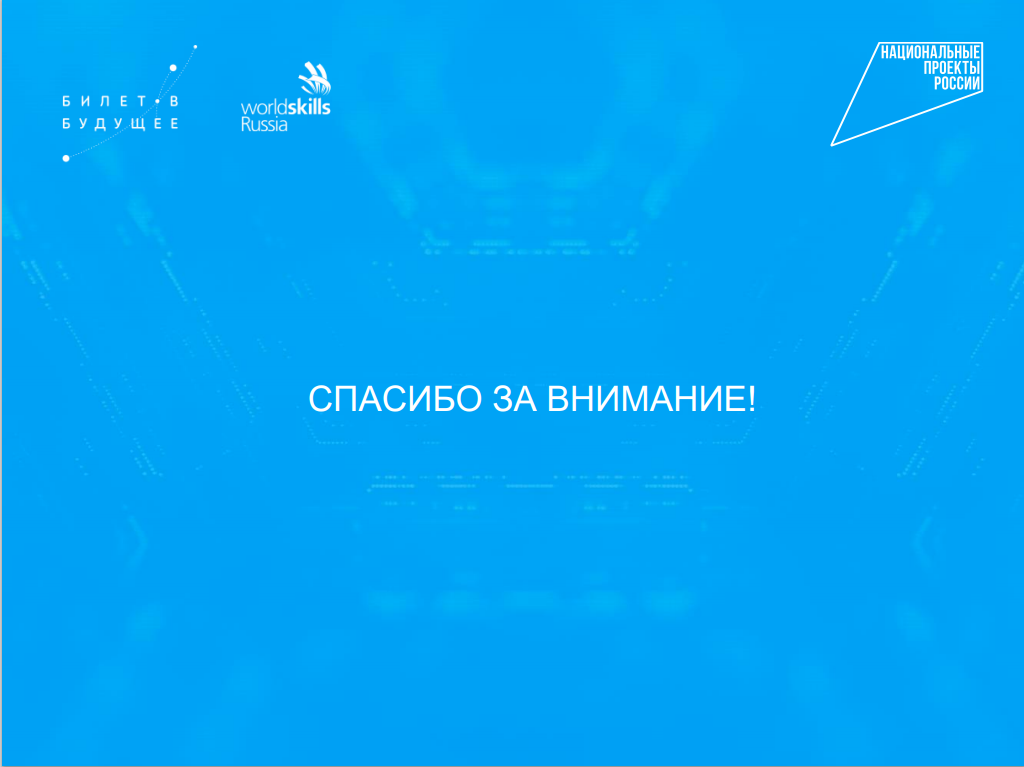 БИЛЕТ В
БУДУЩЕЕ
worldskills
Russia
НАЦИОНАЛЬНЫЕ
ПРОЕКТЫ
РОССИИ
СПАСИБО ЗА ВНИМАНИЕ!